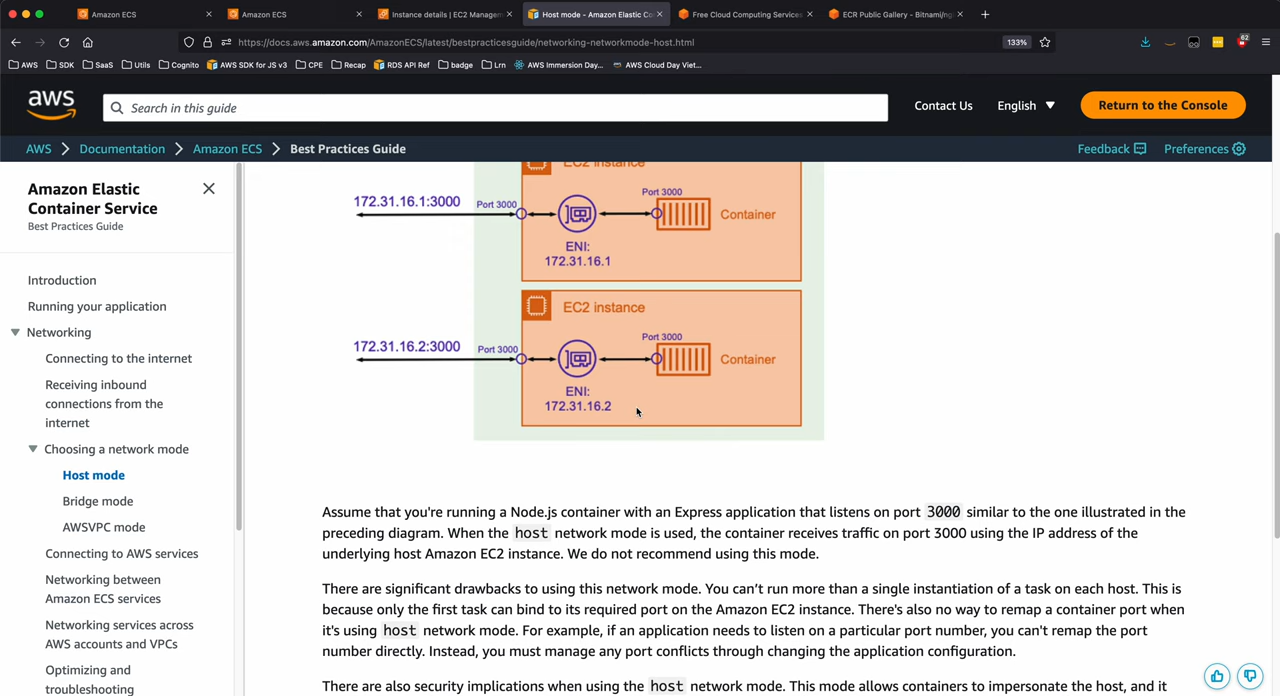 Amazon ECS
Amazon ECS
Instance details | EC2 Managem
Host mode - Amazon Elastic Co
Free Cloud Computing Services
ECR Public Gallery - Bitnami/ng
https://docs.aws.amazon.com/AmazonECS/latest/bestpracticesguide/networking-networkmode-host.html
133%
62
AWS
SDK
SaaS
Utils
Cognito
AWS SDK for JS v3
CPE
Recap
RDS API Ref
badge
Lrn
AWS Immersion Day...
AWS Cloud Day Viet...
aws
Search in this guide
Contact Us
English
Return to the Console
AWS
Documentation
Amazon ECS
Best Practices Guide
Feedback
Preferences
Amazon Elastic
Container Service
Best Practices Guide
Introduction
Running your application
Networking
Connecting to the internet
Receiving inbound
connections from the
internet
Choosing a network mode
Host mode
Bridge mode
AWSVPC mode
Connecting to AWS services
Networking between
Amazon ECS services
Networking services across
AWS accounts and VPCs
Optimizing and
troubleshooting
EC2 instance
172.31.16.1:3000
Port 3000
Port 3000
Container
ENI:
172.31.16.1
EC2 instance
172.31.16.2:3000
Port 3000
Port 3000
Container
ENI:
172.31.16.2
Assume that you're running a Node.js container with an Express application that listens on port 3000 similar to the one illustrated in the
preceding diagram. When the host network mode is used, the container receives traffic on port 3000 using the IP address of the
underlying host Amazon EC2 instance. We do not recommend using this mode.
There are significant drawbacks to using this network mode. You can't run more than a single instantiation of a task on each host. This is
because only the first task can bind to its required port on the Amazon EC2 instance. There's also no way to remap a container port when
it's using host network mode. For example, if an application needs to listen on a particular port number, you can't remap the port
number directly. Instead, you must manage any port conflicts through changing the application configuration.
There are also security implications when using the host network mode. This mode allows containers to impersonate the host, and it